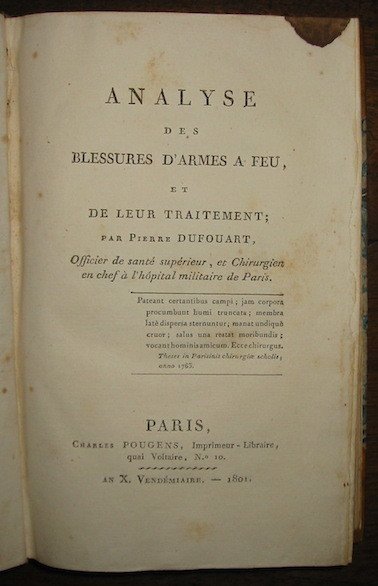 ANALYSE
DES
BLESSURES D'ARMES A FEU,
ET
DE LEUR TRAITEMENT;
PAR PIERRE DUFOUART,
Officier de santé supérieur, et Chirurgien
en chef à l'hôpital militaire de Paris.
Pateant certantibus campi; jam corpora
procumbunt humi truncata; membra
latè dispersa sternuntur; manat undiquè
cruor; salus una restat moribundis;
vocant hominis amicum. Ecce chirurgus.
Theses in Parisinis chirurgiæ scholis,
anno 1765.
PARIS,
CHARLES POUGENS, Imprimeur-Libraire,
quai Voltaire, N.º 10.
AN X. VENDÉMIAIRE. — 1801.